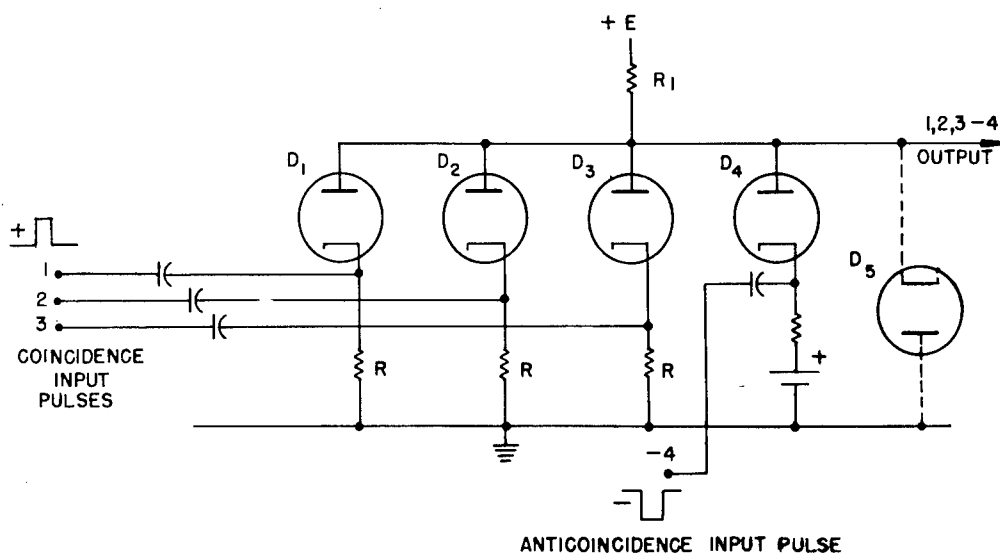 + E
R1
1,2,3-4
OUTPUT
D1
D2
D3
D4
D5
+
1
2
3
COINCIDENCE
INPUT
PULSES
R
R
R
+
-4
-
ANTICOINCIDENCE INPUT PULSE